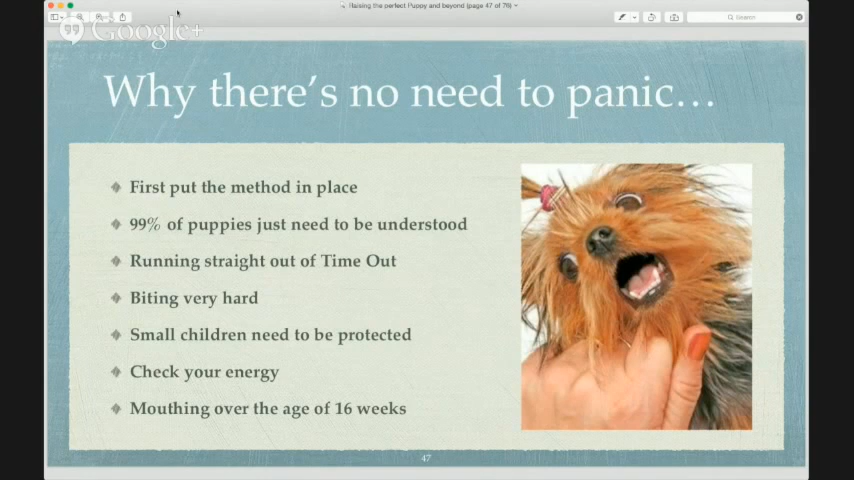 Raising the perfect Puppy and beyond (page 47 of 76)
Search
Google+
Why there's no need to panic…
First put the method in place
99% of puppies just need to be understood
Running straight out of Time Out
Biting very hard
Small children need to be protected
Check your energy
Mouthing over the age of 16 weeks
47